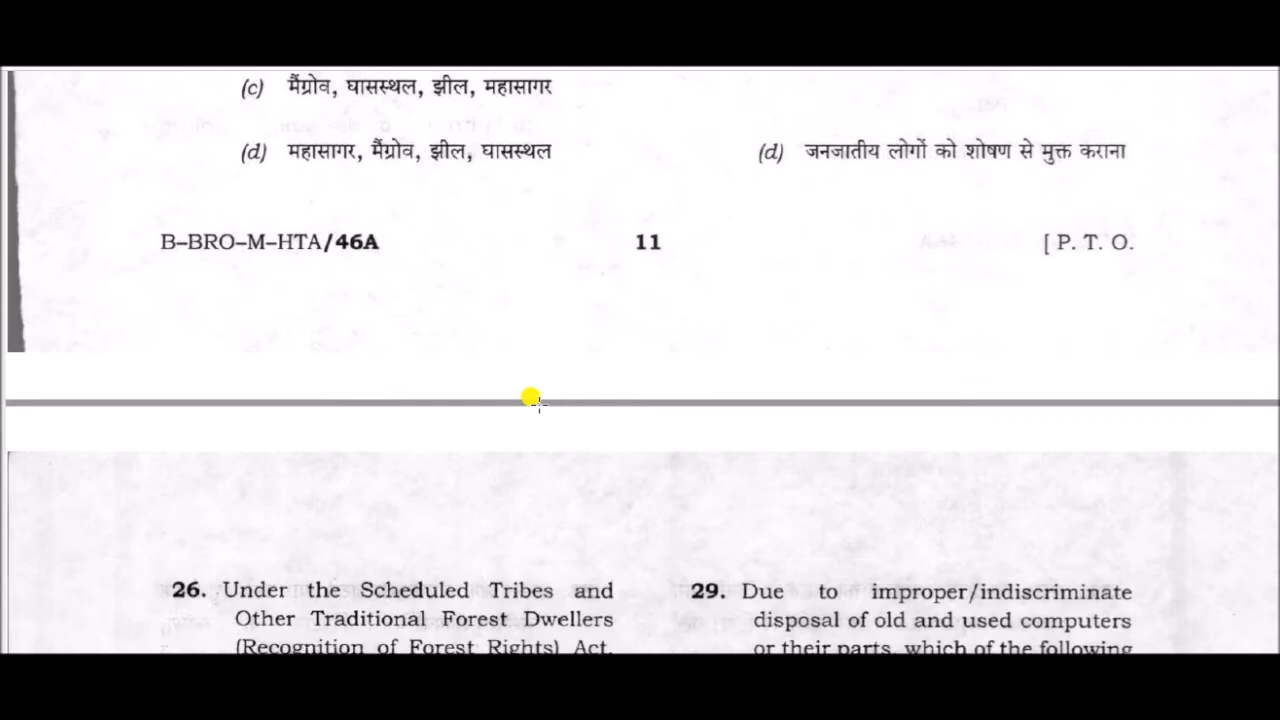 (c) मैंग्रोव, घासस्थल, झील, महासागर
(d) महासागर, मैंग्रोव, झील, घासस्थल
(d) जनजातीय लोगों को शोषण से मुक्त कराना
B–BRO–M–HTA/46A 11 [ P. T. O.
26. Under the Scheduled Tribes and
Other Traditional Forest Dwellers
(Recognition of Forest Rights) Act,
29. Due to improper/indiscriminate
disposal of old and used computers
or their parts, which of the following